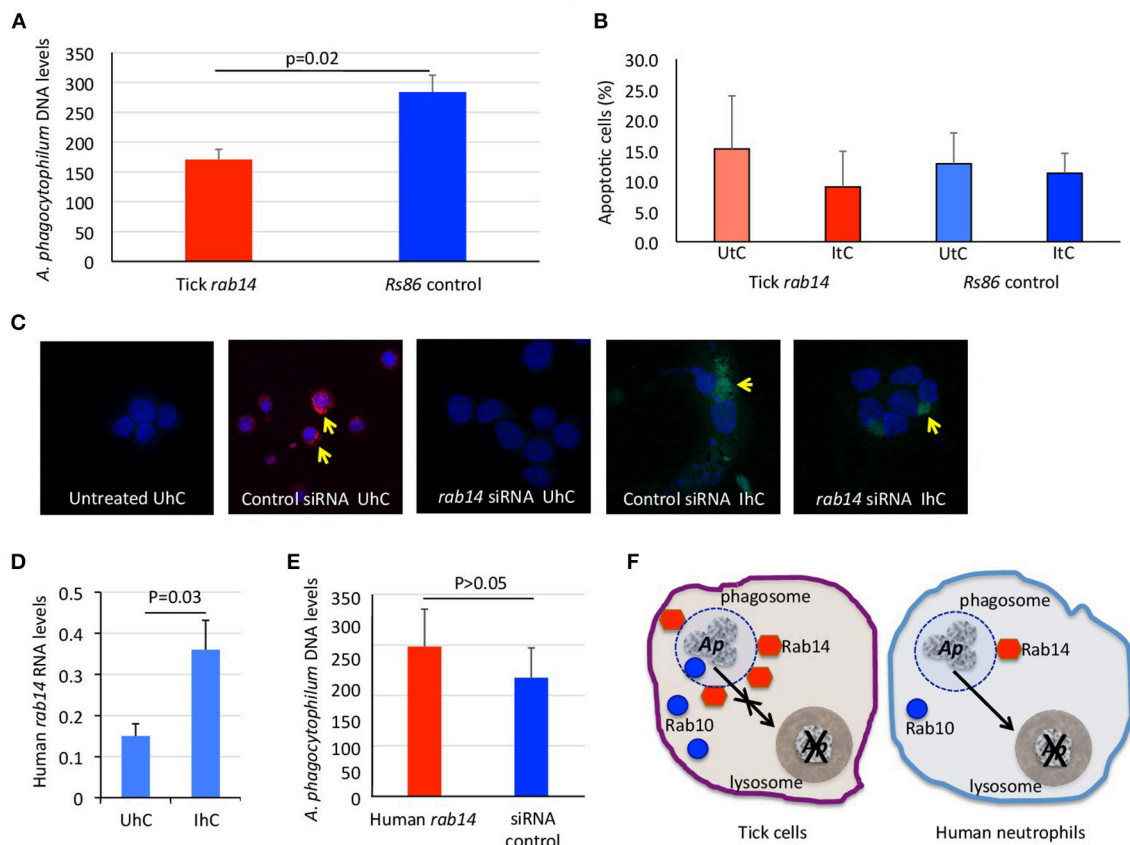 A
A. phagocytophilum DNA levels
350
300
250
200
150
100
50
0
p=0.02
Tick rab14
Rs86 control
B
Apoptotic cells (%)
30.0
25.0
20.0
15.0
10.0
5.0
0.0
UtC
ItC
UtC
ItC
Tick rab14
Rs86 control
C
Untreated UhC
Control siRNA UhC
rab14 siRNA UhC
Control siRNA IhC
rab14 siRNA IhC
D
Human rab14 RNA levels
0.5
0.4
0.3
0.2
0.1
0
P=0.03
UhC
IhC
E
A. phagocytophilum DNA levels
350
300
250
200
150
100
50
0
P>0.05
Human rab14
siRNA
control
F
phagosome
Ap
Rab14
Rab10
Ap
lysosome
Tick cells
phagosome
Ap
Rab14
Rab10
Ap
lysosome
Human neutrophils